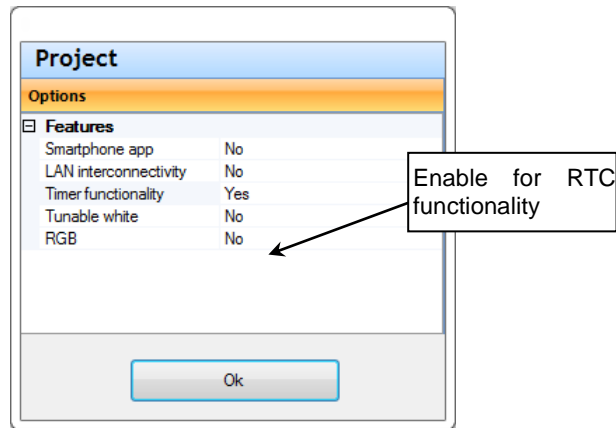 Project
Options
Features
Smartphone app No
LAN interconnectivity No
Timer functionality Yes
Tunable white No
RGB No
Enable for RTC
functionality
Ok